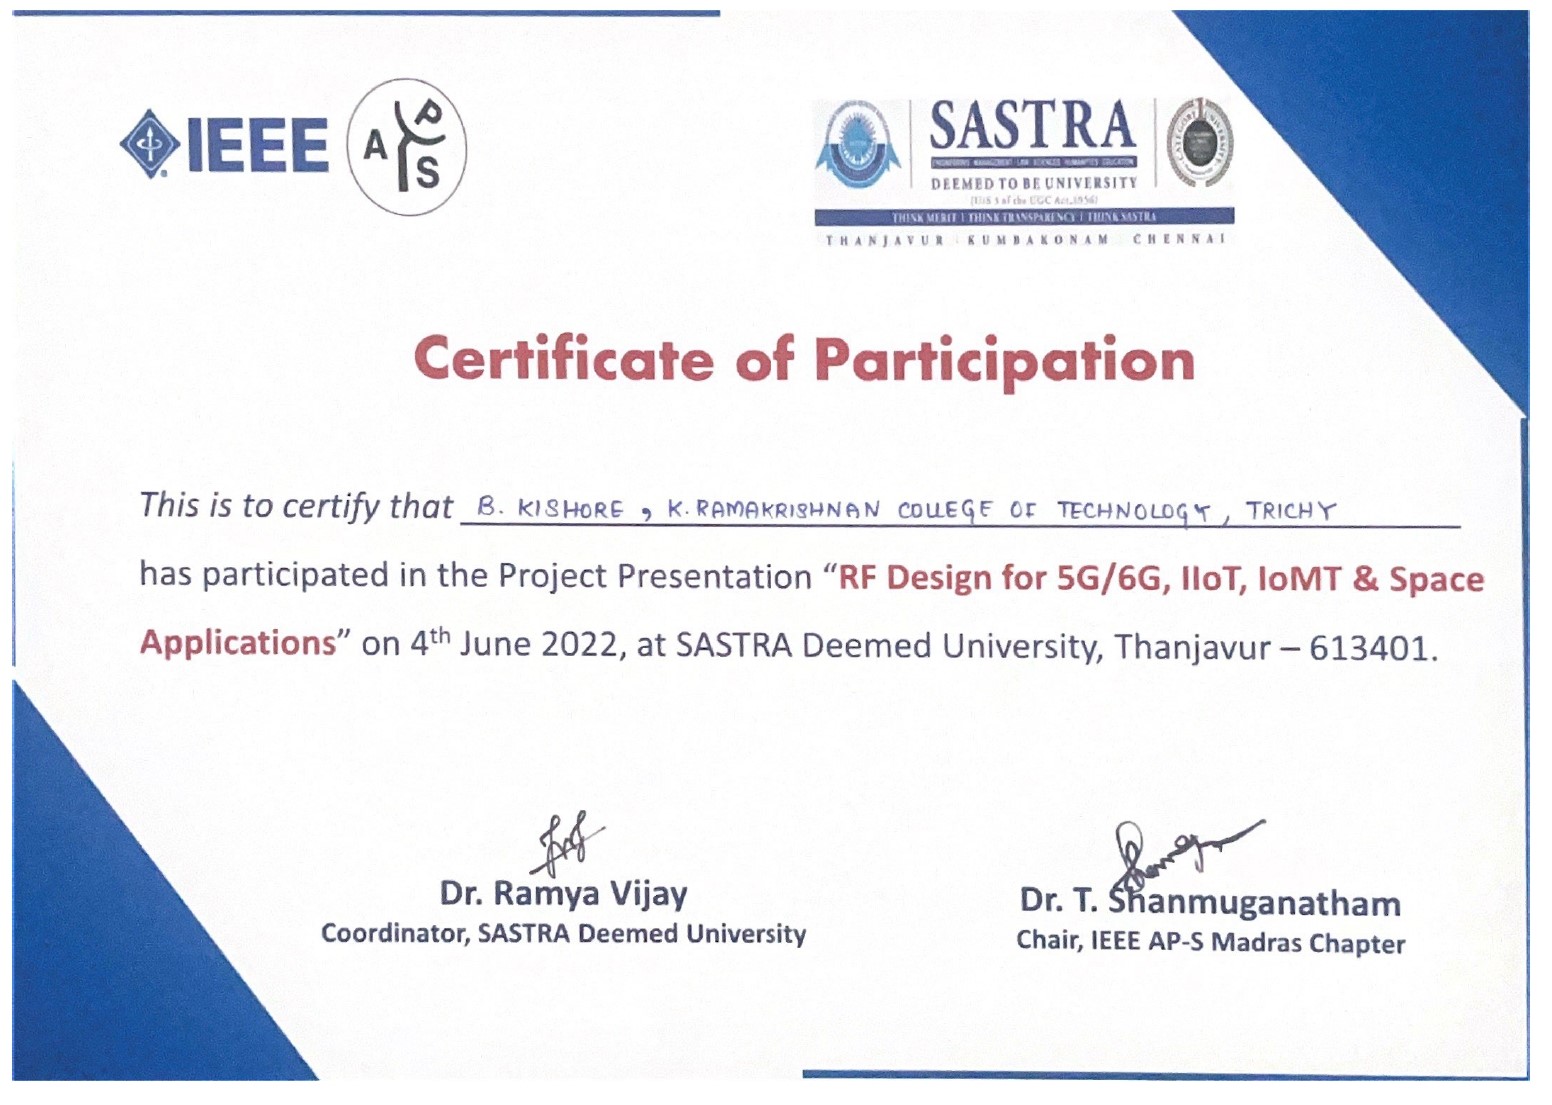 IEEE
A P S
SASTRA
ENGINEERING MANAGEMENT LAW SCIENCES HUMANITIES EDUCATION
DEEMED TO BE UNIVERSITY
(U/S 3 of the UGC Act, 1956)
THINK MERIT | THINK TRANSPARENCY | THINK SASTRA
THANJAVUR KUMBAKONAM CHENNAI
Certificate of Participation
This is to certify that B. KISHORE, K. RAMAKRISHNAN COLLEGE OF TECHNOLOGY, TRICHY
has participated in the Project Presentation “RF Design for 5G/6G, IIoT, IoMT & Space
Applications” on 4th June 2022, at SASTRA Deemed University, Thanjavur – 613401.
Dr. Ramya Vijay
Coordinator, SASTRA Deemed University
Dr. T. Shanmuganatham
Chair, IEEE AP-S Madras Chapter